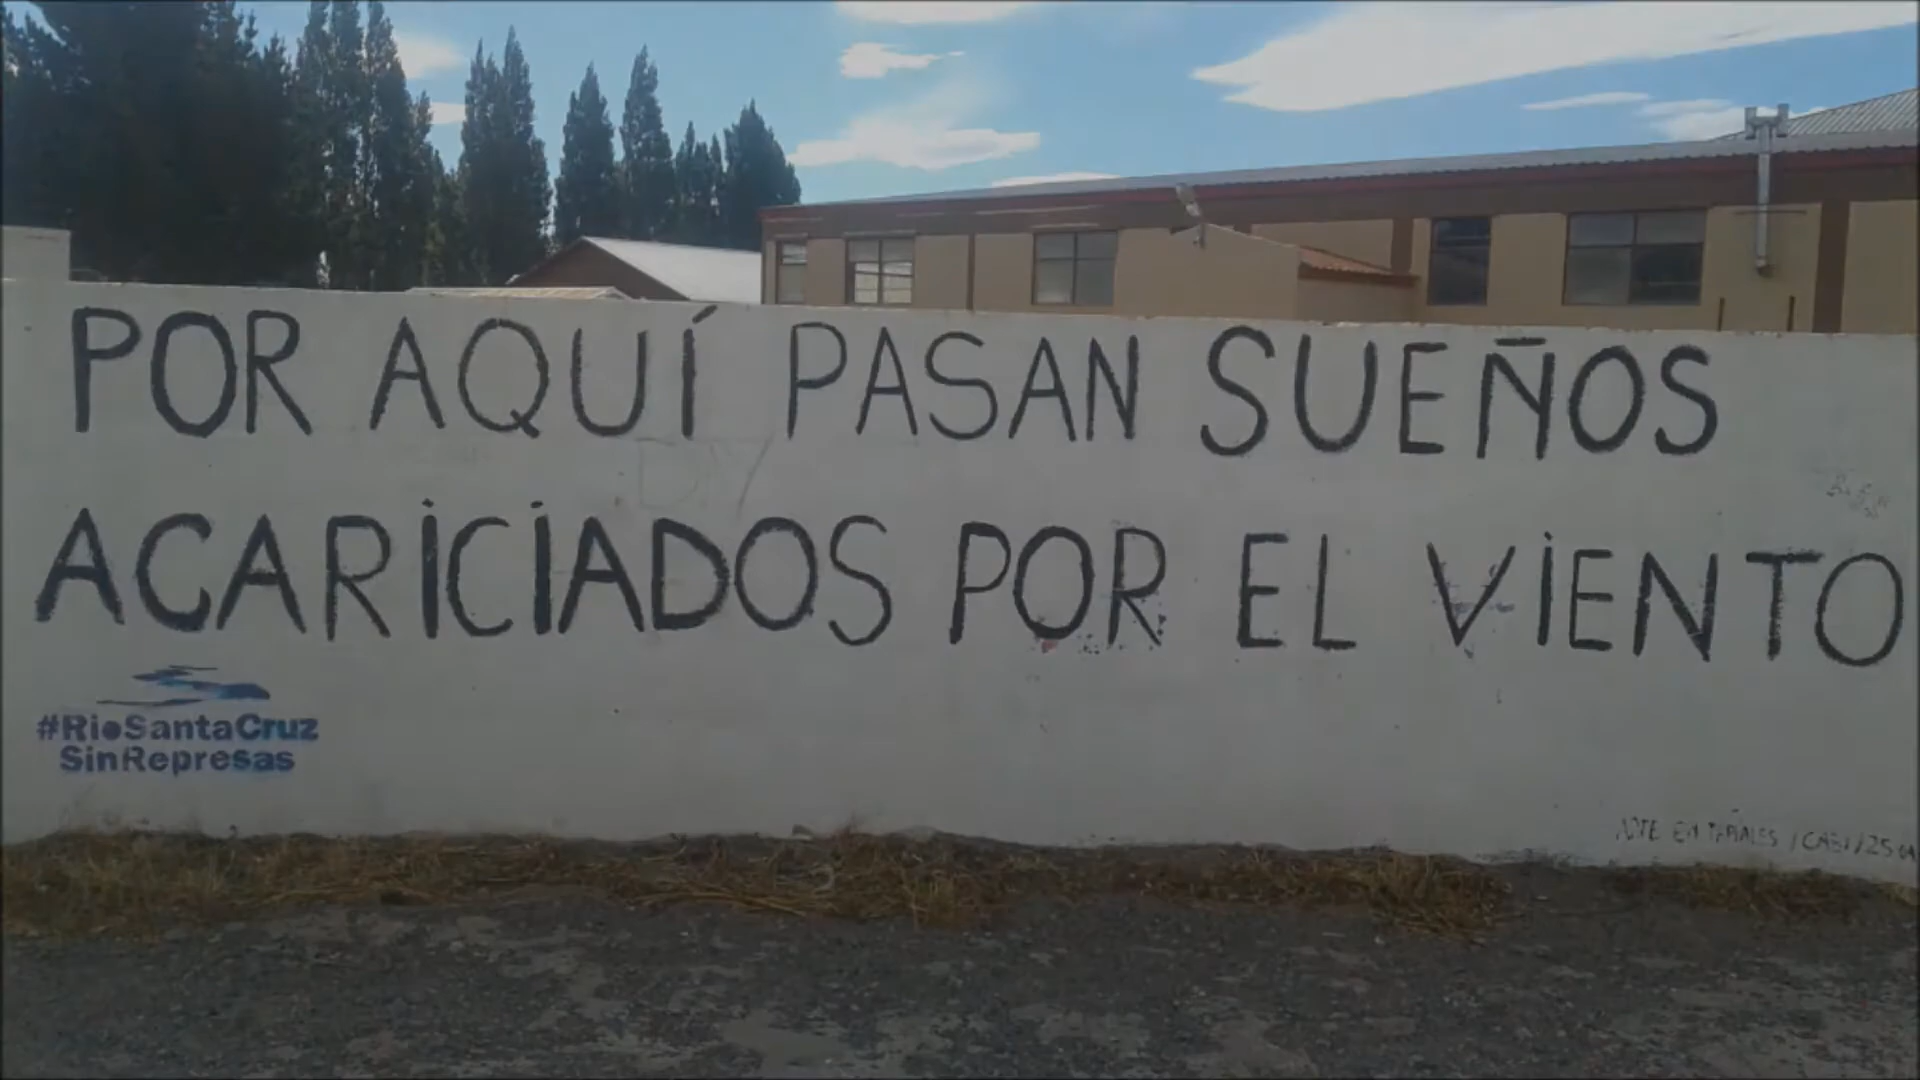 POR AQUÍ PASAN SUEÑOS
ACARICIADOS POR EL VIENTO
#RioSantaCruz
SinRepresas